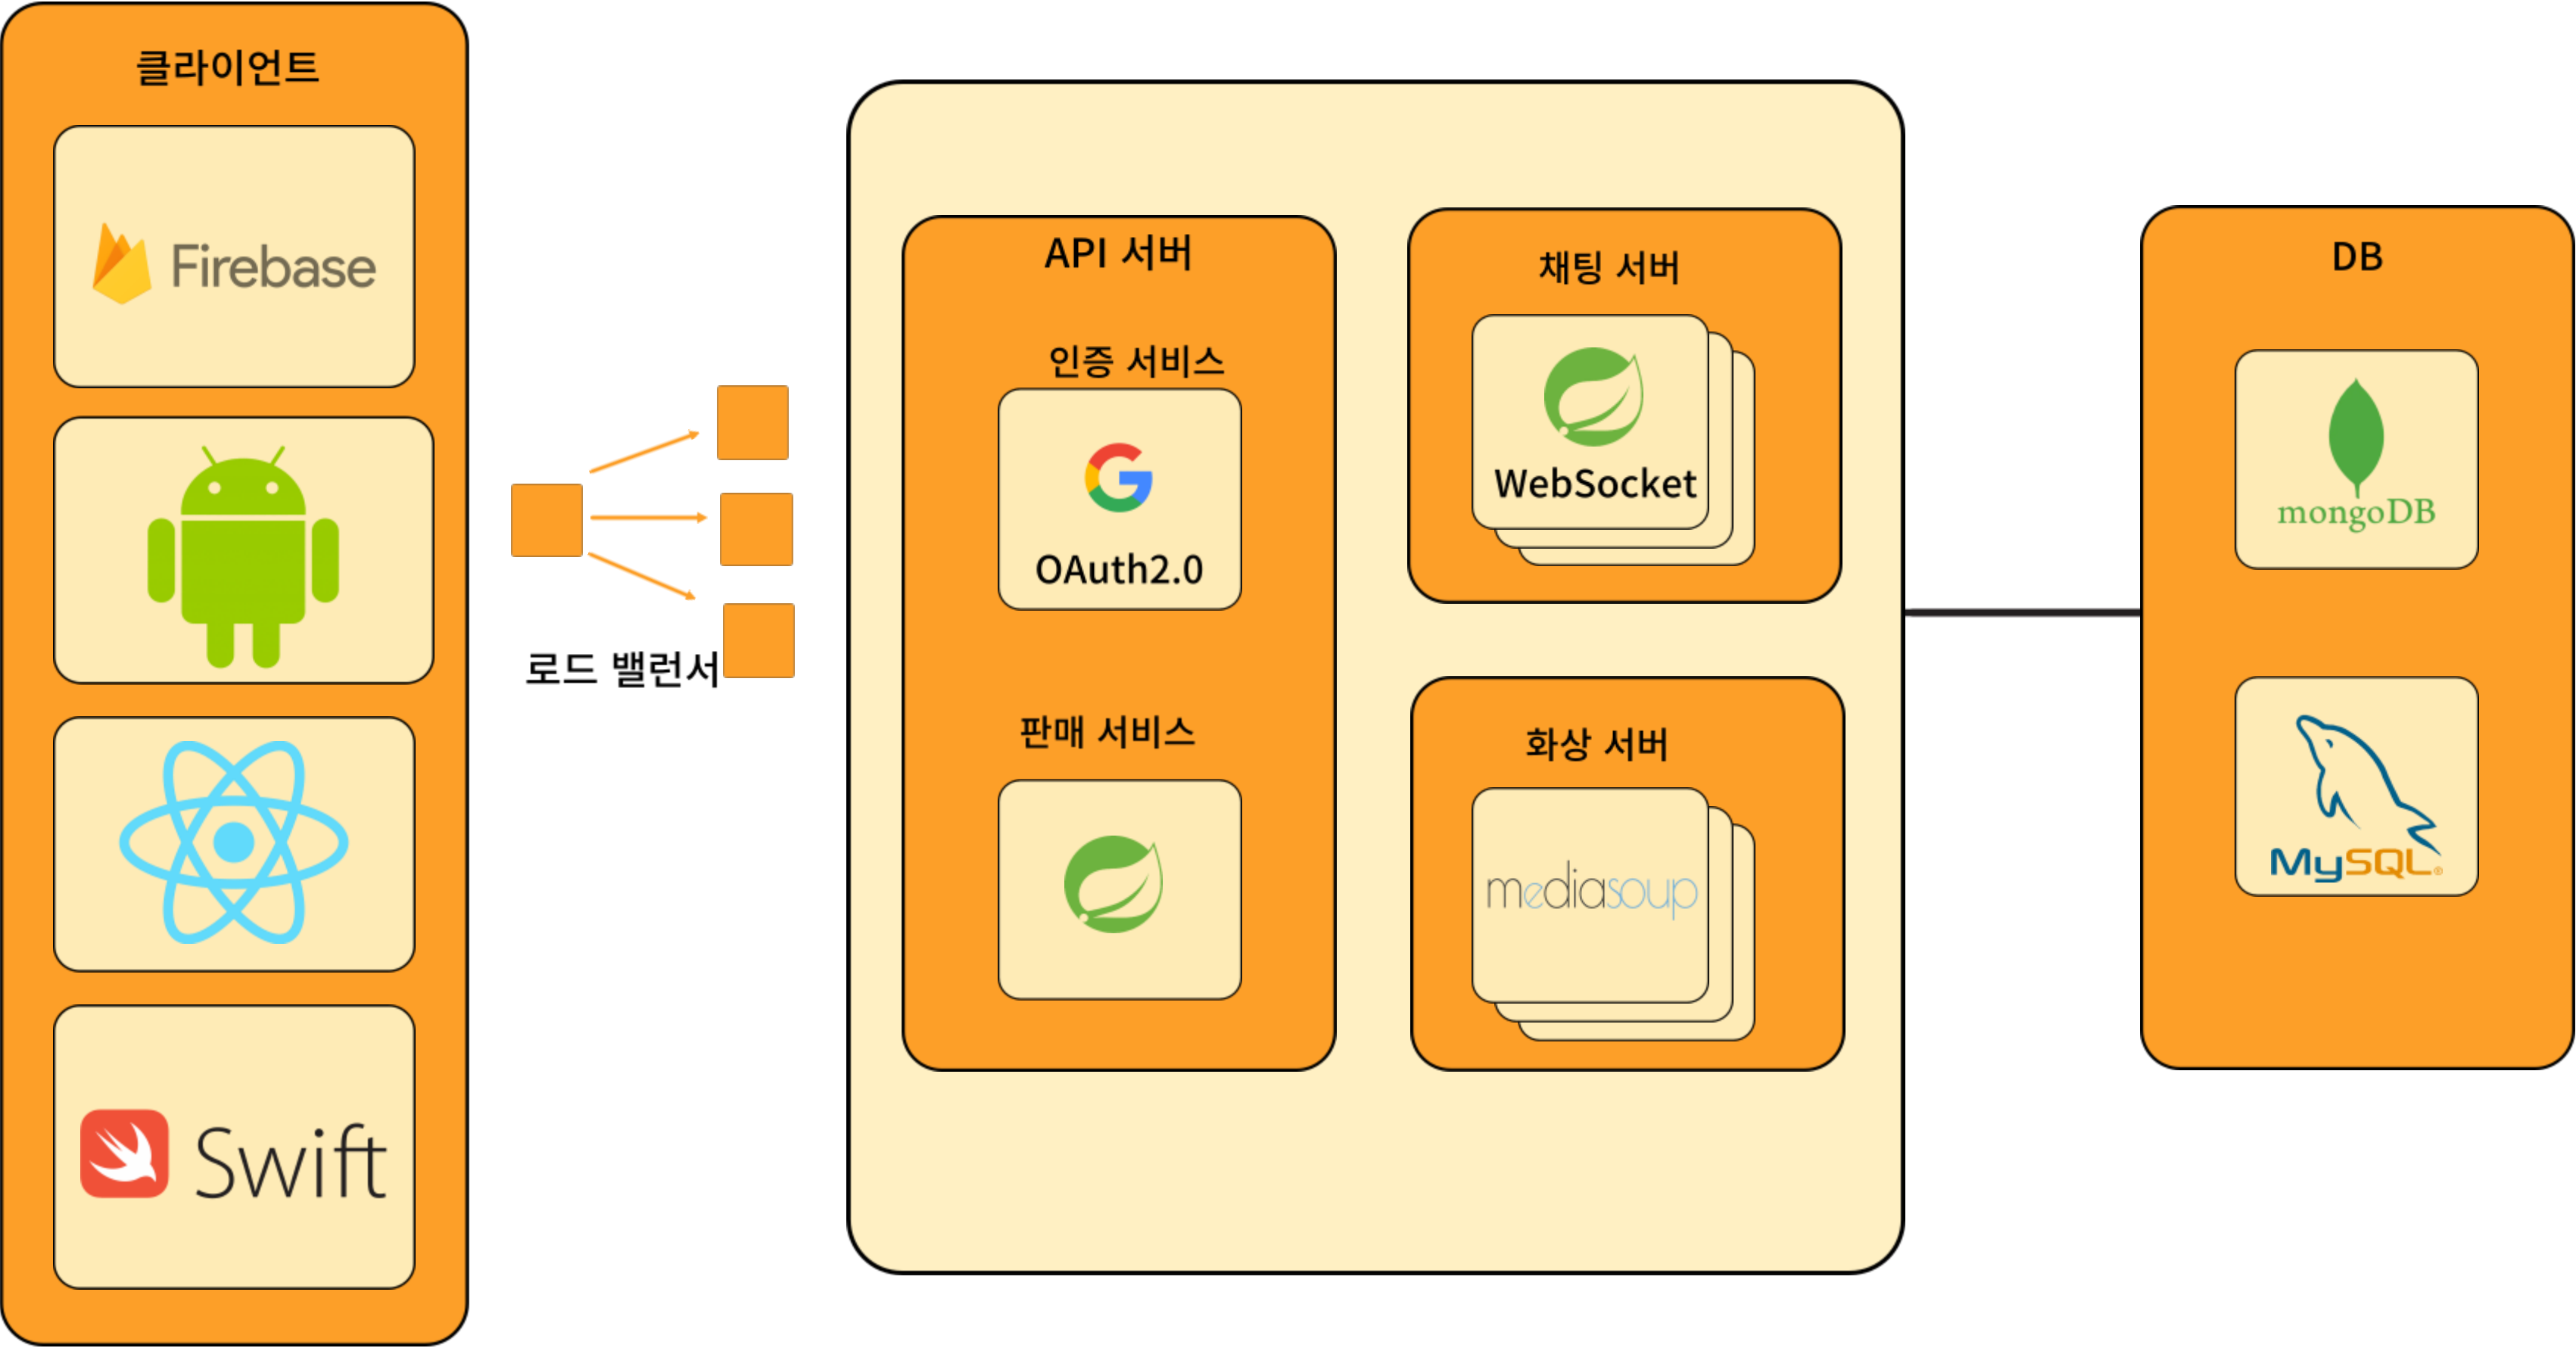 클라이언트
Firebase
Swift
로드 밸런서
API 서버
인증 서비스
OAuth2.0
판매 서비스
채팅 서버
WebSocket
화상 서버
mediasoup
DB
mongoDB
MySQL®